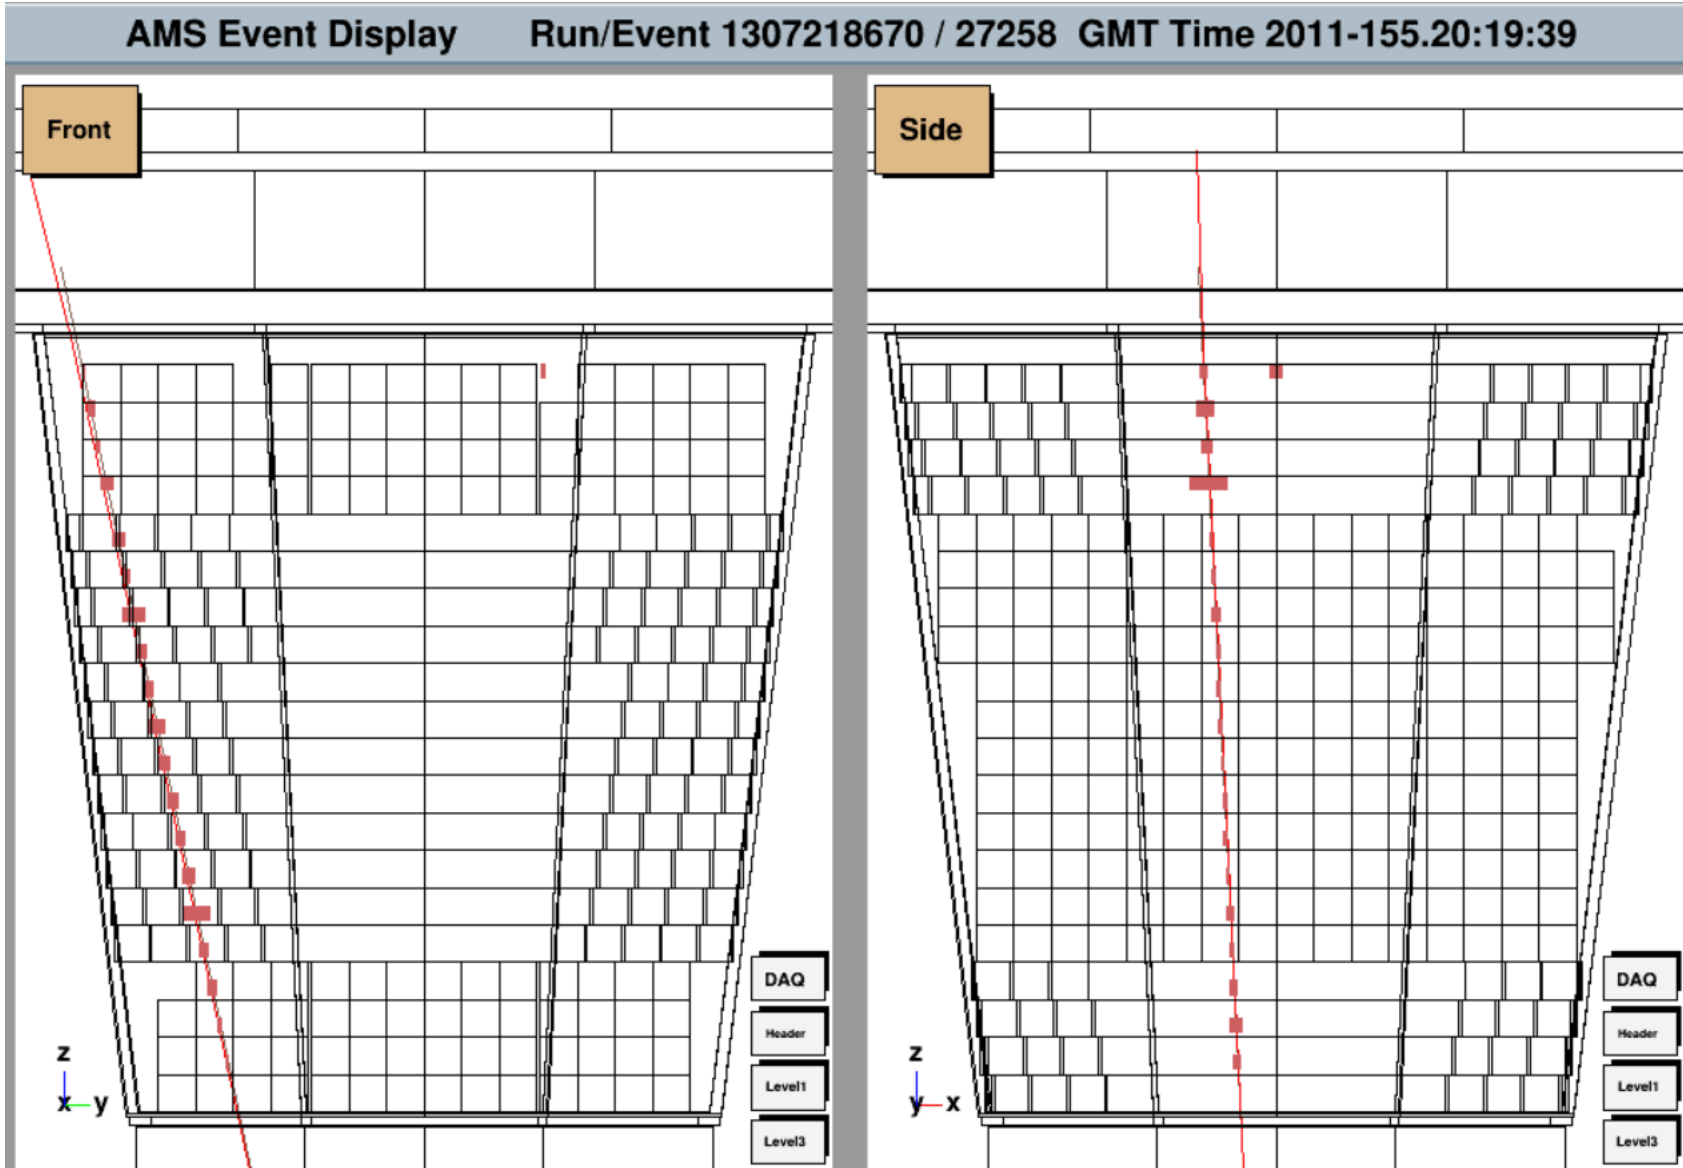 AMS Event Display Run/Event 1307218670 / 27258 GMT Time 2011-155.20:19:39
Front
Side
DAQ
Header
Level1
Level3
z
x y
DAQ
Header
Level1
Level3
z
y x